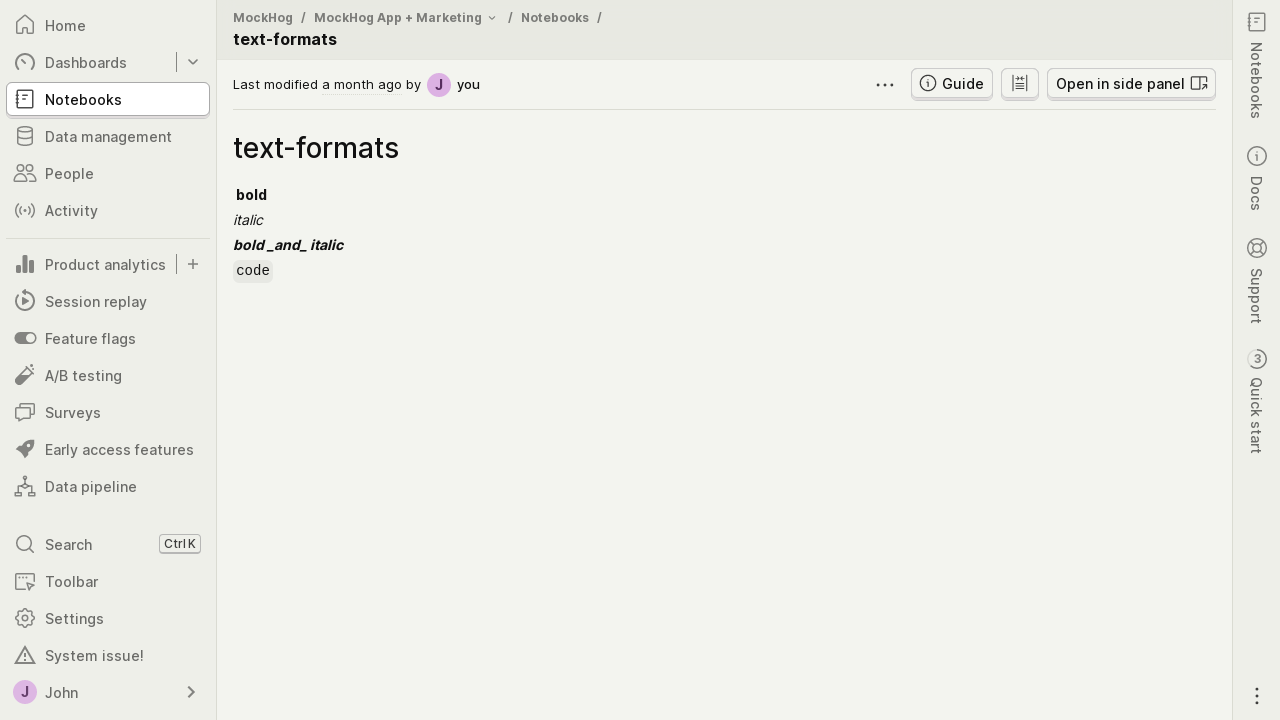 Home
Dashboards
Notebooks
Data management
People
Activity
Product analytics
Session replay
Feature flags
A/B testing
Surveys
Early access features
Data pipeline
Search Ctrl K
Toolbar
Settings
System issue!
J John
MockHog / MockHog App + Marketing / Notebooks /
text-formats
Last modified a month ago by J you
Guide
Open in side panel
text-formats
bold
italic
bold _and_ italic
code
Notebooks
Docs
Support
3 Quick start